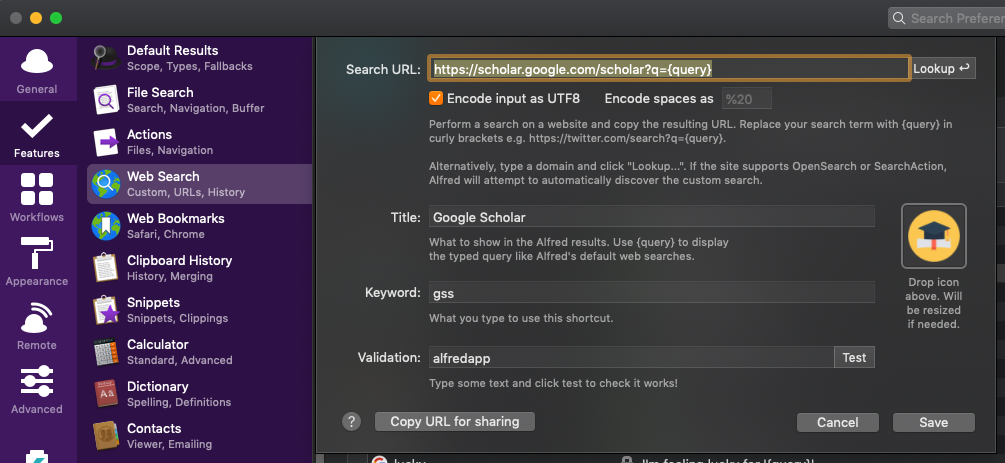 Search Prefere
General
Features
Workflows
Appearance
Remote
Advanced
Default Results
Scope, Types, Fallbacks
File Search
Search, Navigation, Buffer
Actions
Files, Navigation
Web Search
Custom, URLs, History
Web Bookmarks
Safari, Chrome
Clipboard History
History, Merging
Snippets
Snippets, Clippings
Calculator
Standard, Advanced
Dictionary
Spelling, Definitions
Contacts
Viewer, Emailing
Search URL: https://scholar.google.com/scholar?q={query} Lookup ↩
Encode input as UTF8 Encode spaces as %20
Perform a search on a website and copy the resulting URL. Replace your search term with {query} in
curly brackets e.g. https://twitter.com/search?q={query}.
Alternatively, type a domain and click "Lookup...". If the site supports OpenSearch or SearchAction,
Alfred will attempt to automatically discover the custom search.
Title: Google Scholar
What to show in the Alfred results. Use {query} to display
the typed query like Alfred's default web searches.
Drop icon
above. Will
be resized
if needed.
Keyword: gss
What you type to use this shortcut.
Validation: alfredapp Test
Type some text and click test to check it works!
? Copy URL for sharing Cancel Save